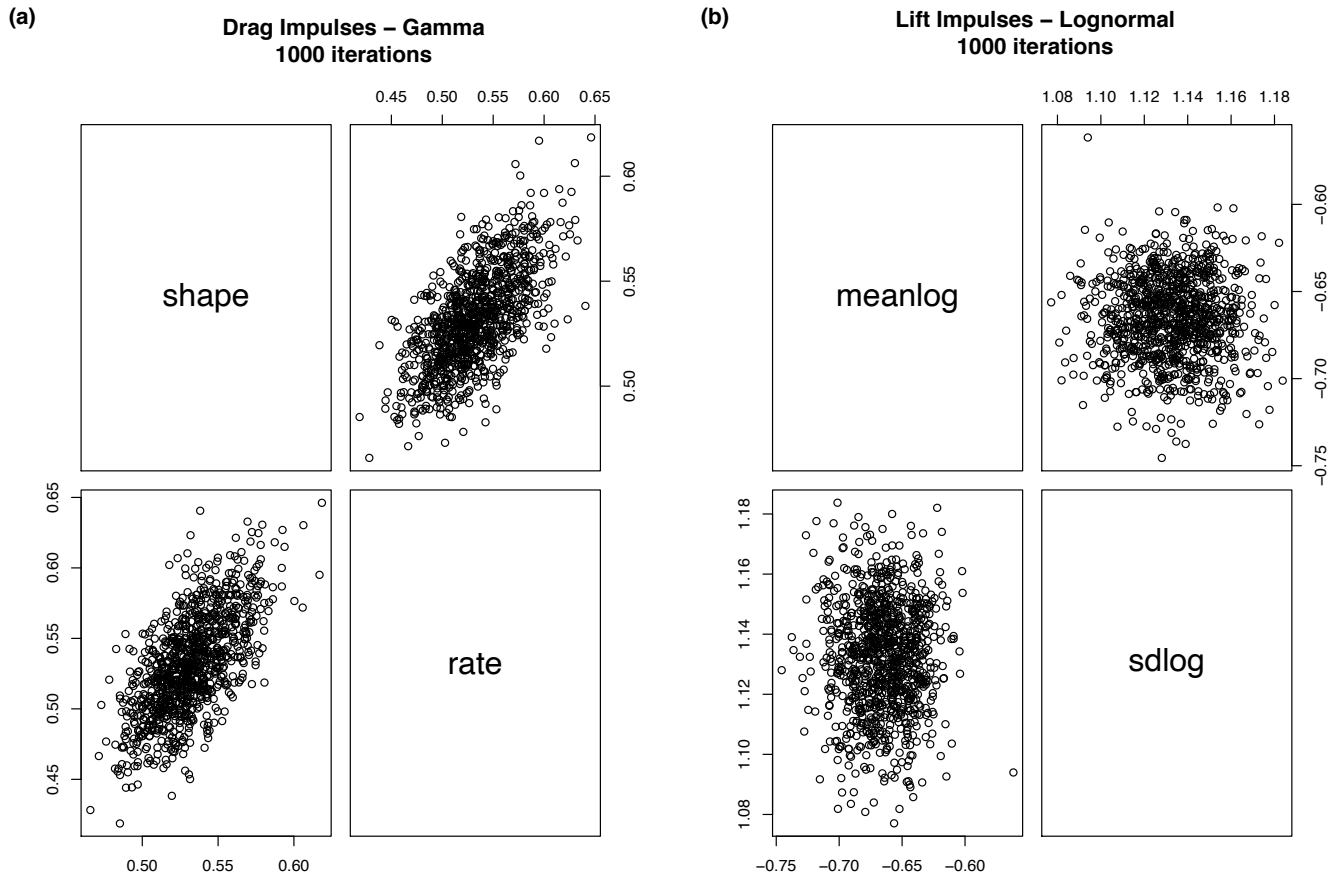 (a)
Drag Impulses – Gamma
1000 iterations
0.45 0.50 0.55 0.60 0.65
shape
0.60
0.55
0.50
0.65
0.60
0.55
0.50
0.45
rate
0.50 0.55 0.60
(b)
Lift Impulses – Lognormal
1000 iterations
1.08 1.10 1.12 1.14 1.16 1.18
meanlog
−0.60
−0.65
−0.70
−0.75
1.18
1.16
1.14
1.12
1.10
1.08
sdlog
−0.75 −0.70 −0.65 −0.60